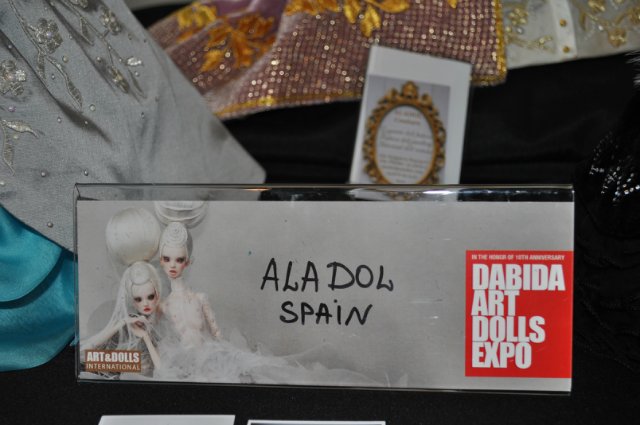 ALADOL
SPAIN
ART&DOLLS
INTERNATIONAL
IN THE HONOR OF 10TH ANNIVERSARY
DABIDA
ART
DOLLS
EXPO